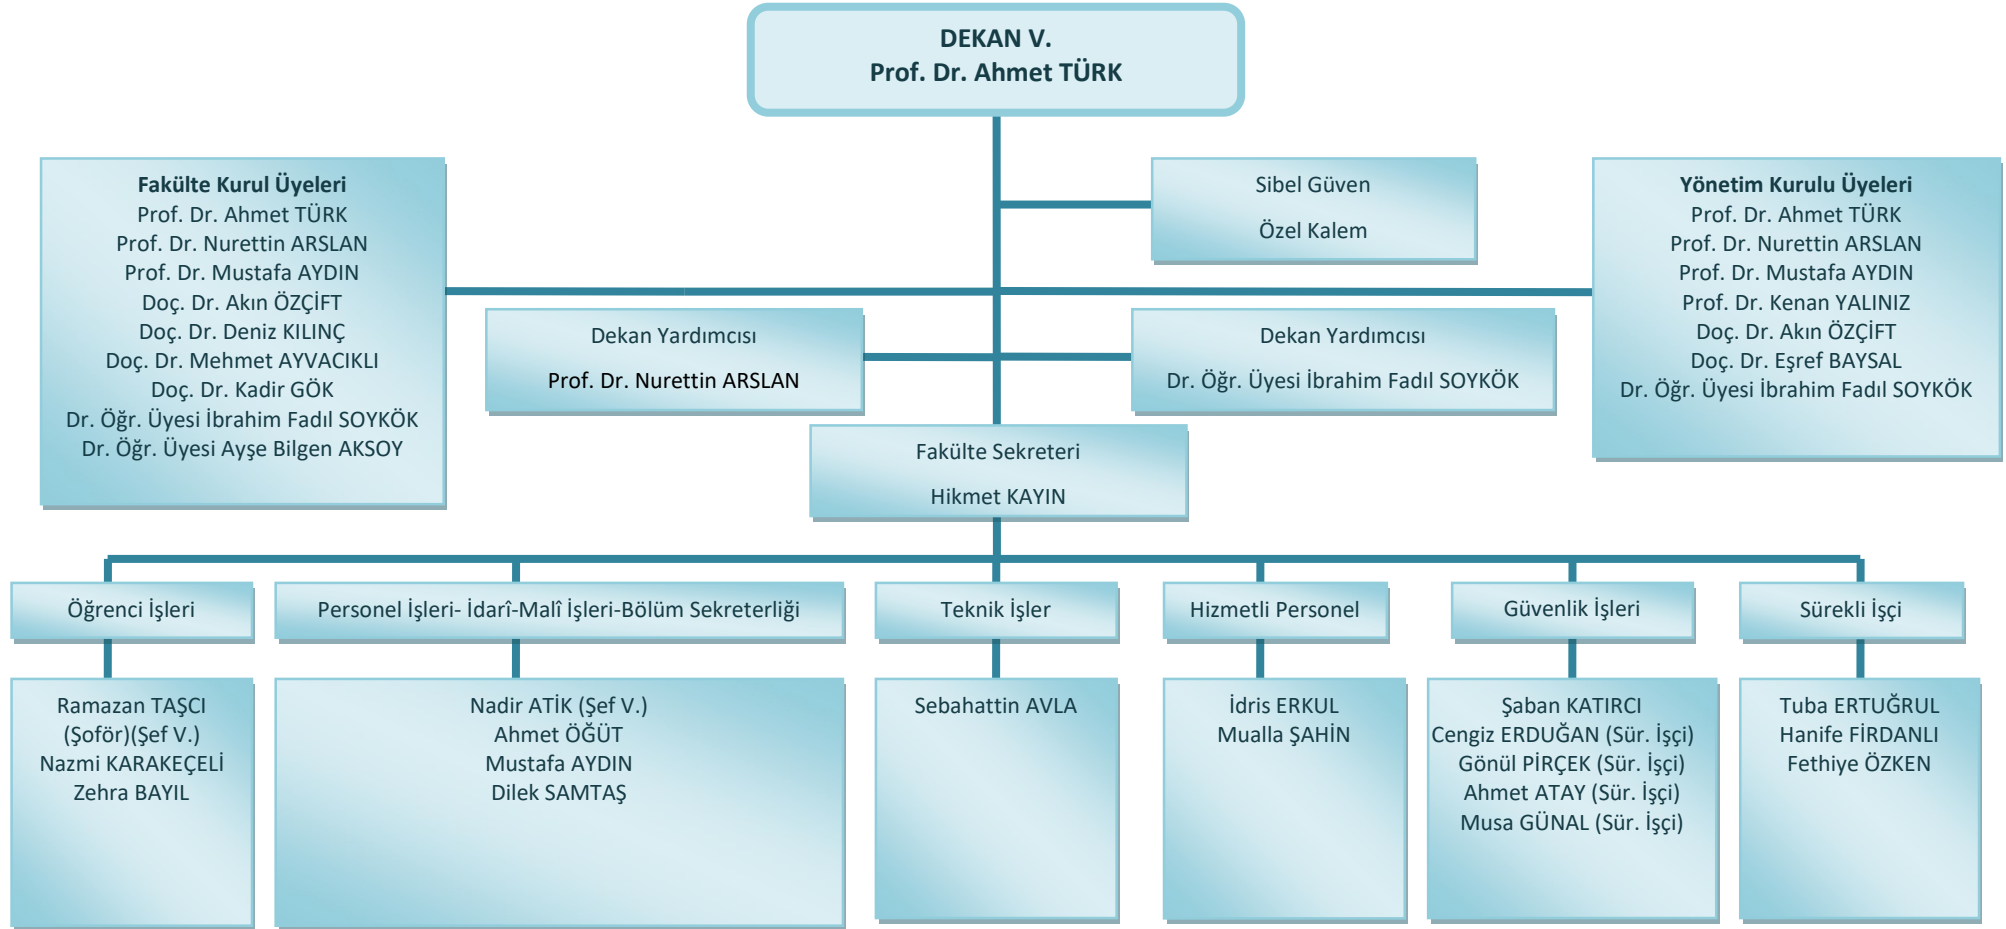 DEKAN V.
Prof. Dr. Ahmet TÜRK
Fakülte Kurul Üyeleri
Prof. Dr. Ahmet TÜRK
Prof. Dr. Nurettin ARSLAN
Prof. Dr. Mustafa AYDIN
Doç. Dr. Akın ÖZÇİFT
Doç. Dr. Deniz KILINÇ
Doç. Dr. Mehmet AYVACIKLI
Doç. Dr. Kadir GÖK
Dr. Öğr. Üyesi İbrahim Fadıl SOYKÖK
Dr. Öğr. Üyesi Ayşe Bilgen AKSOY
Sibel Güven
Özel Kalem
Yönetim Kurulu Üyeleri
Prof. Dr. Ahmet TÜRK
Prof. Dr. Nurettin ARSLAN
Prof. Dr. Mustafa AYDIN
Prof. Dr. Kenan YALINIZ
Doç. Dr. Akın ÖZÇİFT
Doç. Dr. Eşref BAYSAL
Dr. Öğr. Üyesi İbrahim Fadıl SOYKÖK
Dekan Yardımcısı
Prof. Dr. Nurettin ARSLAN
Dekan Yardımcısı
Dr. Öğr. Üyesi İbrahim Fadıl SOYKÖK
Fakülte Sekreteri
Hikmet KAYIN
Öğrenci İşleri
Personel İşleri- İdarî-Malî İşleri-Bölüm Sekreterliği
Teknik İşler
Hizmetli Personel
Güvenlik İşleri
Sürekli İşçi
Ramazan TAŞCI
(Şoför)(Şef V.)
Nazmi KARAKEÇELİ
Zehra BAYIL
Nadir ATİK (Şef V.)
Ahmet ÖĞÜT
Mustafa AYDIN
Dilek SAMTAŞ
Sebahattin AVLA
İdris ERKUL
Mualla ŞAHİN
Şaban KATIRCI
Cengiz ERDUĞAN (Sür. İşçi)
Gönül PİRÇEK (Sür. İşçi)
Ahmet ATAY (Sür. İşçi)
Musa GÜNAL (Sür. İşçi)
Tuba ERTUĞRUL
Hanife FİRDANLI
Fethiye ÖZKEN